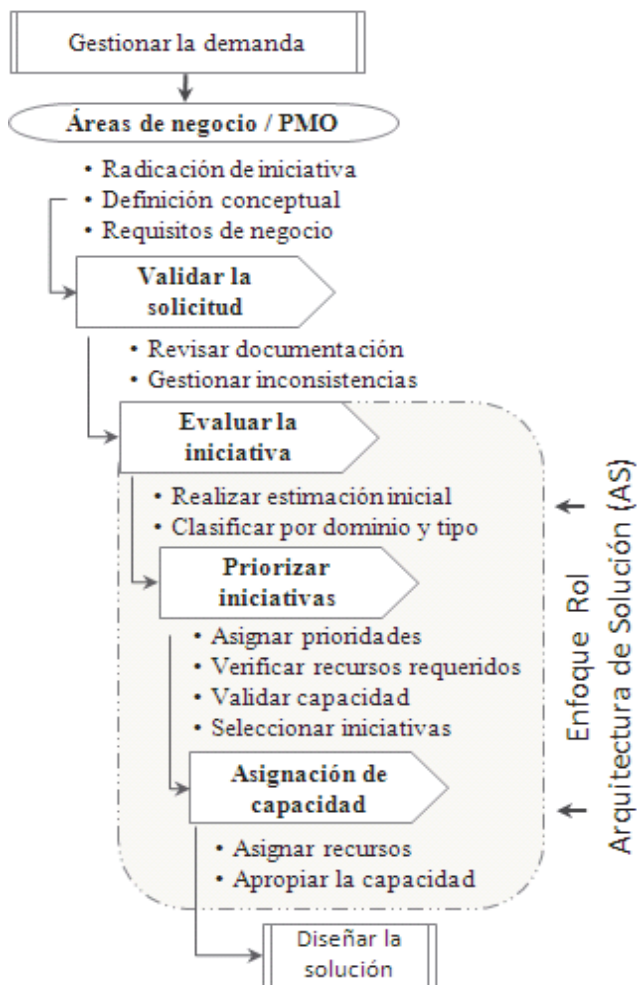 Gestionar la demanda
Áreas de negocio / PMO
• Radicación de iniciativa
• Definición conceptual
• Requisitos de negocio
Validar la
solicitud
• Revisar documentación
• Gestionar inconsistencias
Evaluar la
iniciativa
• Realizar estimación inicial
• Clasificar por dominio y tipo
Priorizar
iniciativas
• Asignar prioridades
• Verificar recursos requeridos
• Validar capacidad
• Seleccionar iniciativas
Asignación de
capacidad
• Asignar recursos
• Apropiar la capacidad
Diseñar la
solución
Enfoque Rol
Arquitectura de Solución (AS)